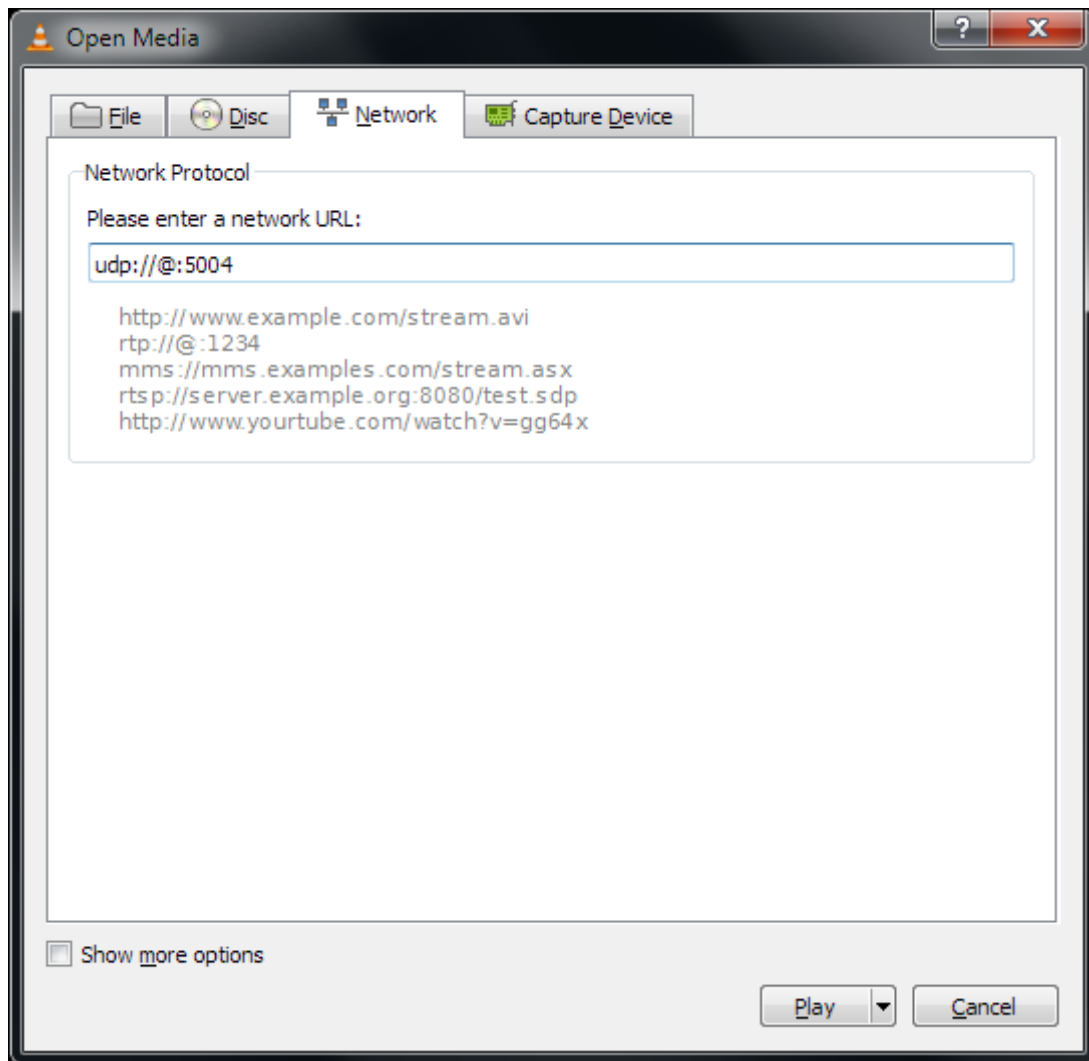 Open Media
File Disc Network Capture Device
Network Protocol
Please enter a network URL:
udp://@:5004
http://www.example.com/stream.avi
rtp://@:1234
mms://mms.examples.com/stream.asx
rtsp://server.example.org:8080/test.sdp
http://www.yourtube.com/watch?v=gg64x
Show more options
Play Cancel